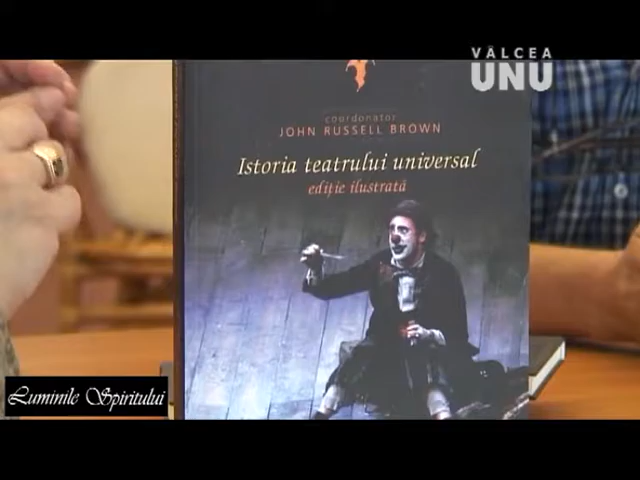 VÂLCEA
UNU
coordonator
JOHN RUSSELL BROWN
Istoria teatrului universal
ediție ilustrată
Luminile Spiritului